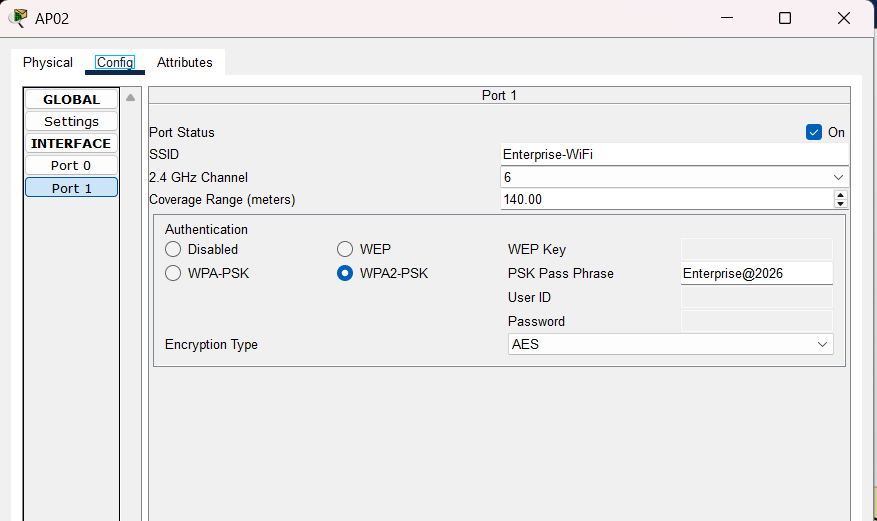 AP02
Physical Config Attributes
GLOBAL
Settings
INTERFACE
Port 0
Port 1
Port 1
Port Status On
SSID Enterprise-WiFi
2.4 GHz Channel 6
Coverage Range (meters) 140.00
Authentication
Disabled WEP WEP Key
WPA-PSK WPA2-PSK PSK Pass Phrase Enterprise@2026
User ID
Password
Encryption Type AES